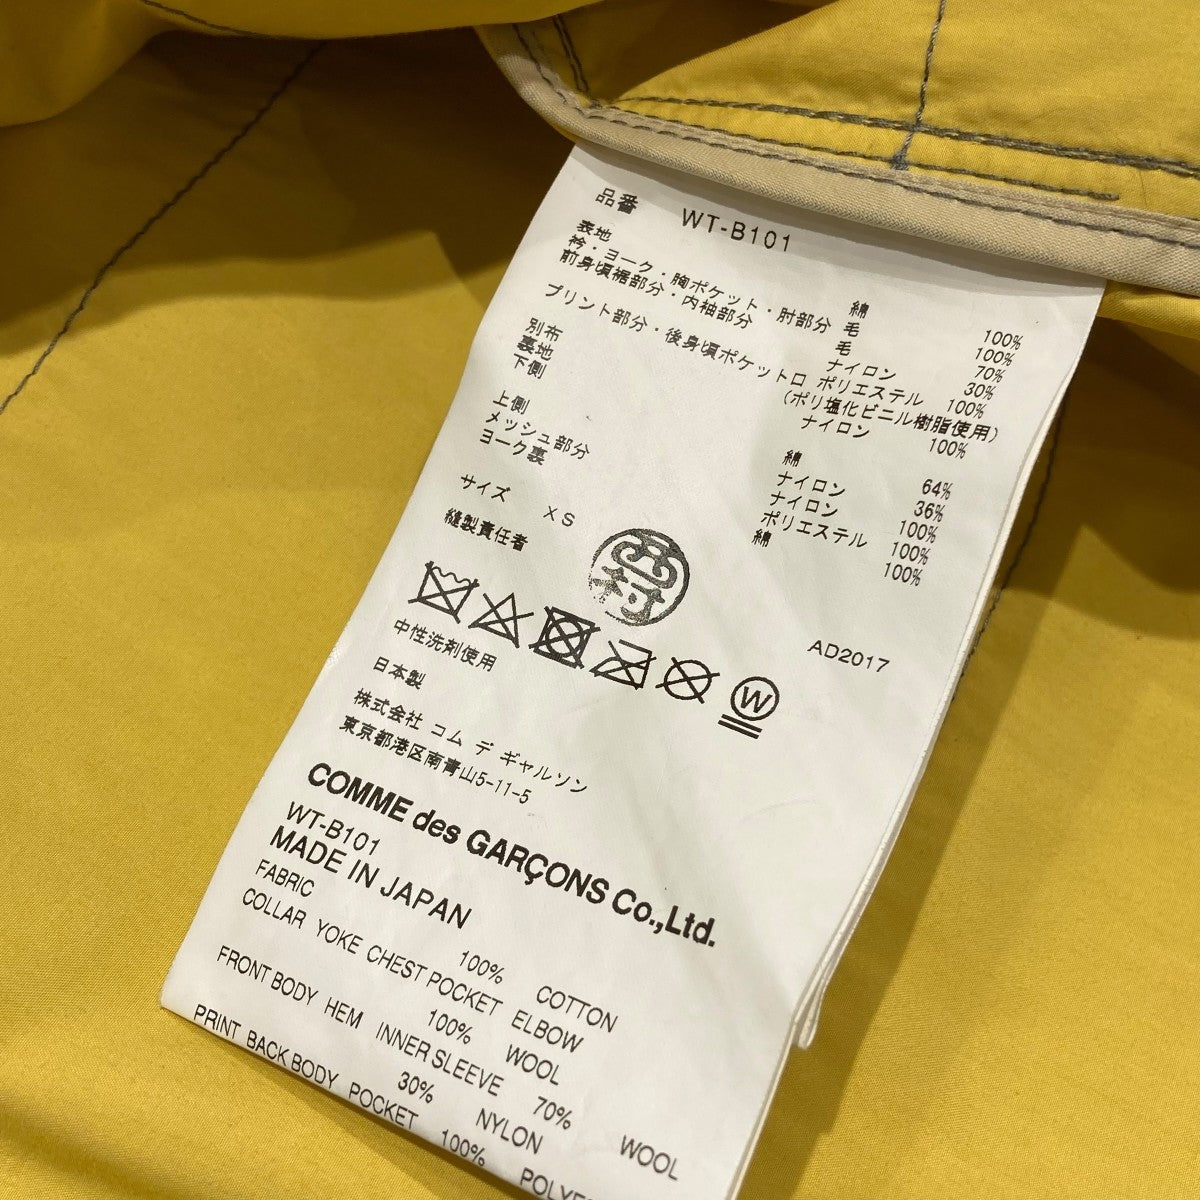 品番 WT-B101
表地 綿 100%
衿・ヨーク・胸ポケット・肘部分 毛 100%
前身頃裾部分・内袖部分 毛 70%
ナイロン 30%
プリント部分・後身頃ポケット口 ポリエステル 100%
(ポリ塩化ビニル樹脂使用)
別布 ナイロン 100%
裏地
下側 綿 64%
ナイロン 36%
上側 ナイロン 100%
メッシュ部分 ポリエステル 100%
ヨーク裏 綿 100%
サイズ XS
縫製責任者 西村
AD2017
W
中性洗剤使用
日本製
株式会社 コム デ ギャルソン
東京都港区南青山5-11-5
COMME des GARÇONS Co.,Ltd.
WT-B101
MADE IN JAPAN
FABRIC
100% COTTON
COLLAR YOKE CHEST POCKET ELBOW
100% WOOL
FRONT BODY HEM INNER SLEEVE
70% WOOL
30% NYLON
PRINT BACK BODY POCKET
100%